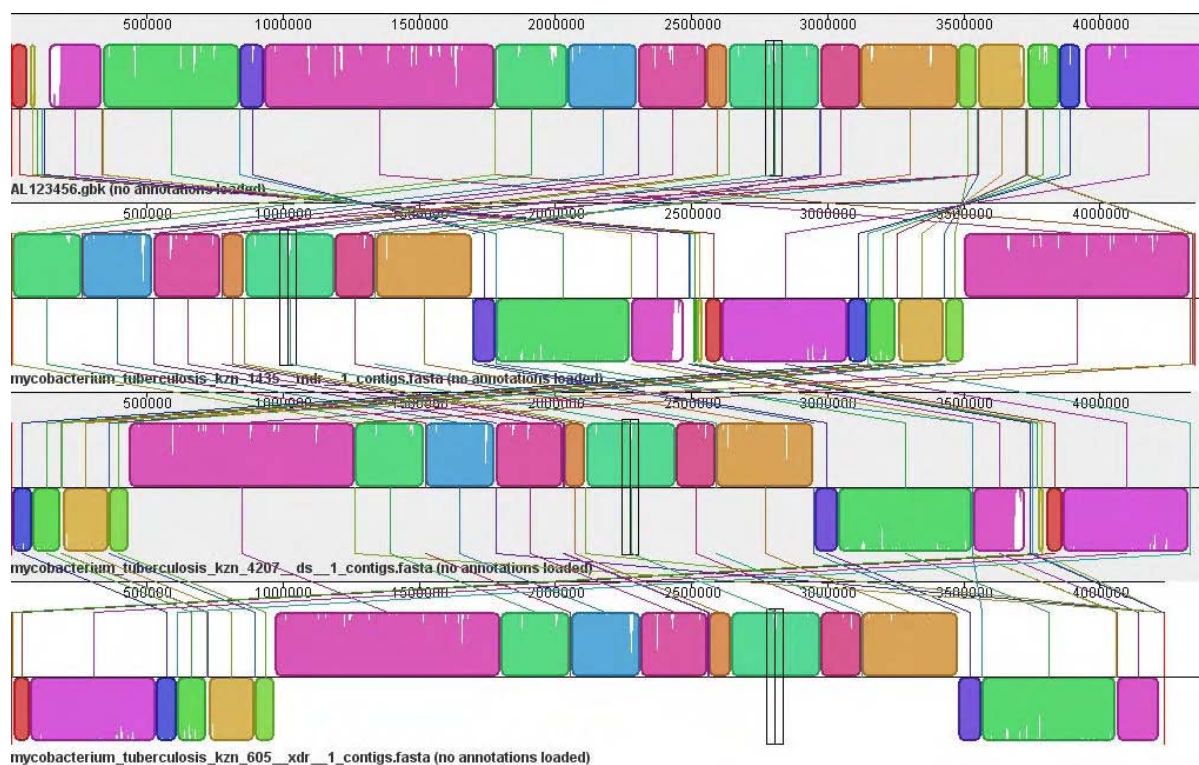 500000 1000000 1500000 2000000 2500000 3000000 3500000 4000000
AL123456.gbk (no annotations loaded)
500000 1000000 1500000 2000000 2500000 3000000 3500000 4000000
mycobacterium_tuberculosis_kzn_1435__mdr__1_contigs.fasta (no annotations loaded)
500000 1000000 1500000 2000000 2500000 3000000 3500000 4000000
mycobacterium_tuberculosis_kzn_4207__ds__1_contigs.fasta (no annotations loaded)
500000 1000000 1500000 2000000 2500000 3000000 3500000 4000000
mycobacterium_tuberculosis_kzn_605__xdr__1_contigs.fasta (no annotations loaded)